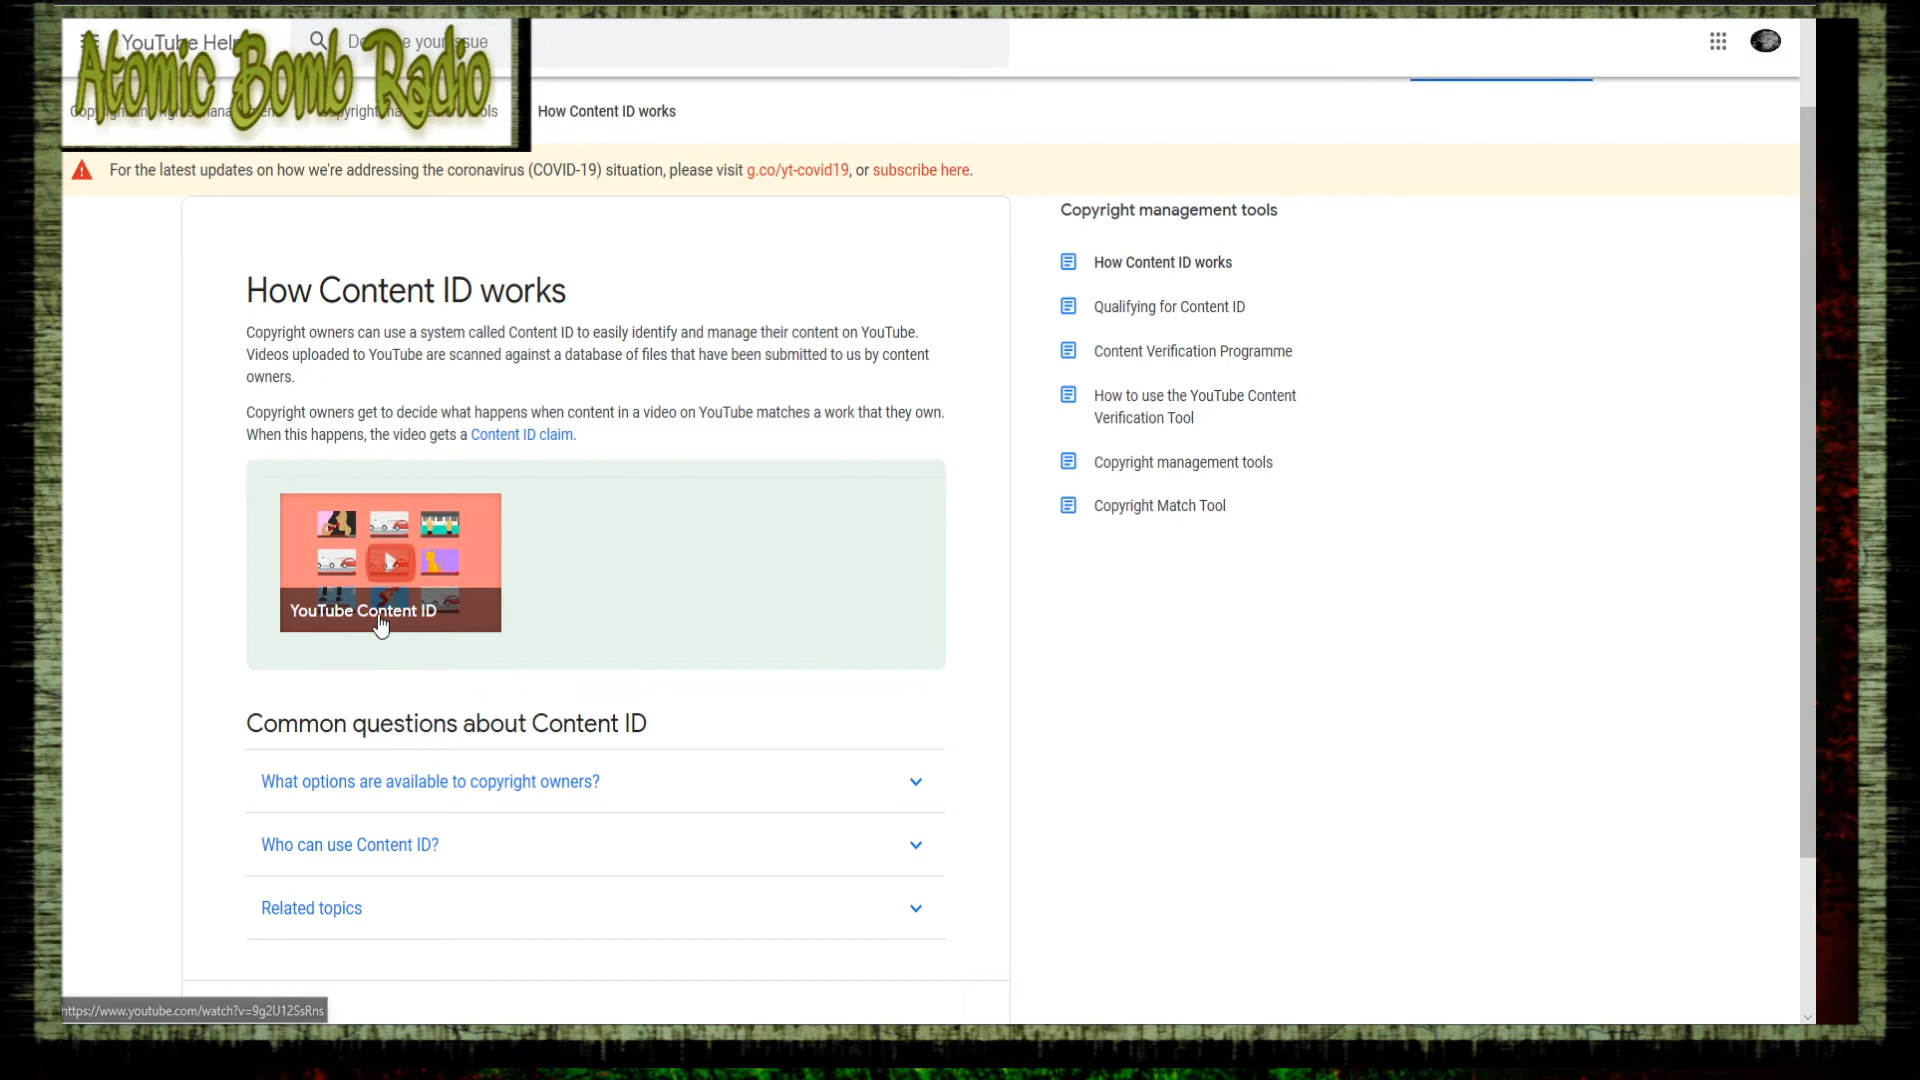 YouTube Help
Atomic Bomb Radio
How Content ID works
For the latest updates on how we're addressing the coronavirus (COVID-19) situation, please visit g.co/yt-covid19, or subscribe here.
How Content ID works
Copyright owners can use a system called Content ID to easily identify and manage their content on YouTube.
Videos uploaded to YouTube are scanned against a database of files that have been submitted to us by content
owners.
Copyright owners get to decide what happens when content in a video on YouTube matches a work that they own.
When this happens, the video gets a Content ID claim.
YouTube Content ID
Common questions about Content ID
What options are available to copyright owners?
Who can use Content ID?
Related topics
Copyright management tools
How Content ID works
Qualifying for Content ID
Content Verification Programme
How to use the YouTube Content
Verification Tool
Copyright management tools
Copyright Match Tool
https://www.youtube.com/watch?v=9g2U12SsRns